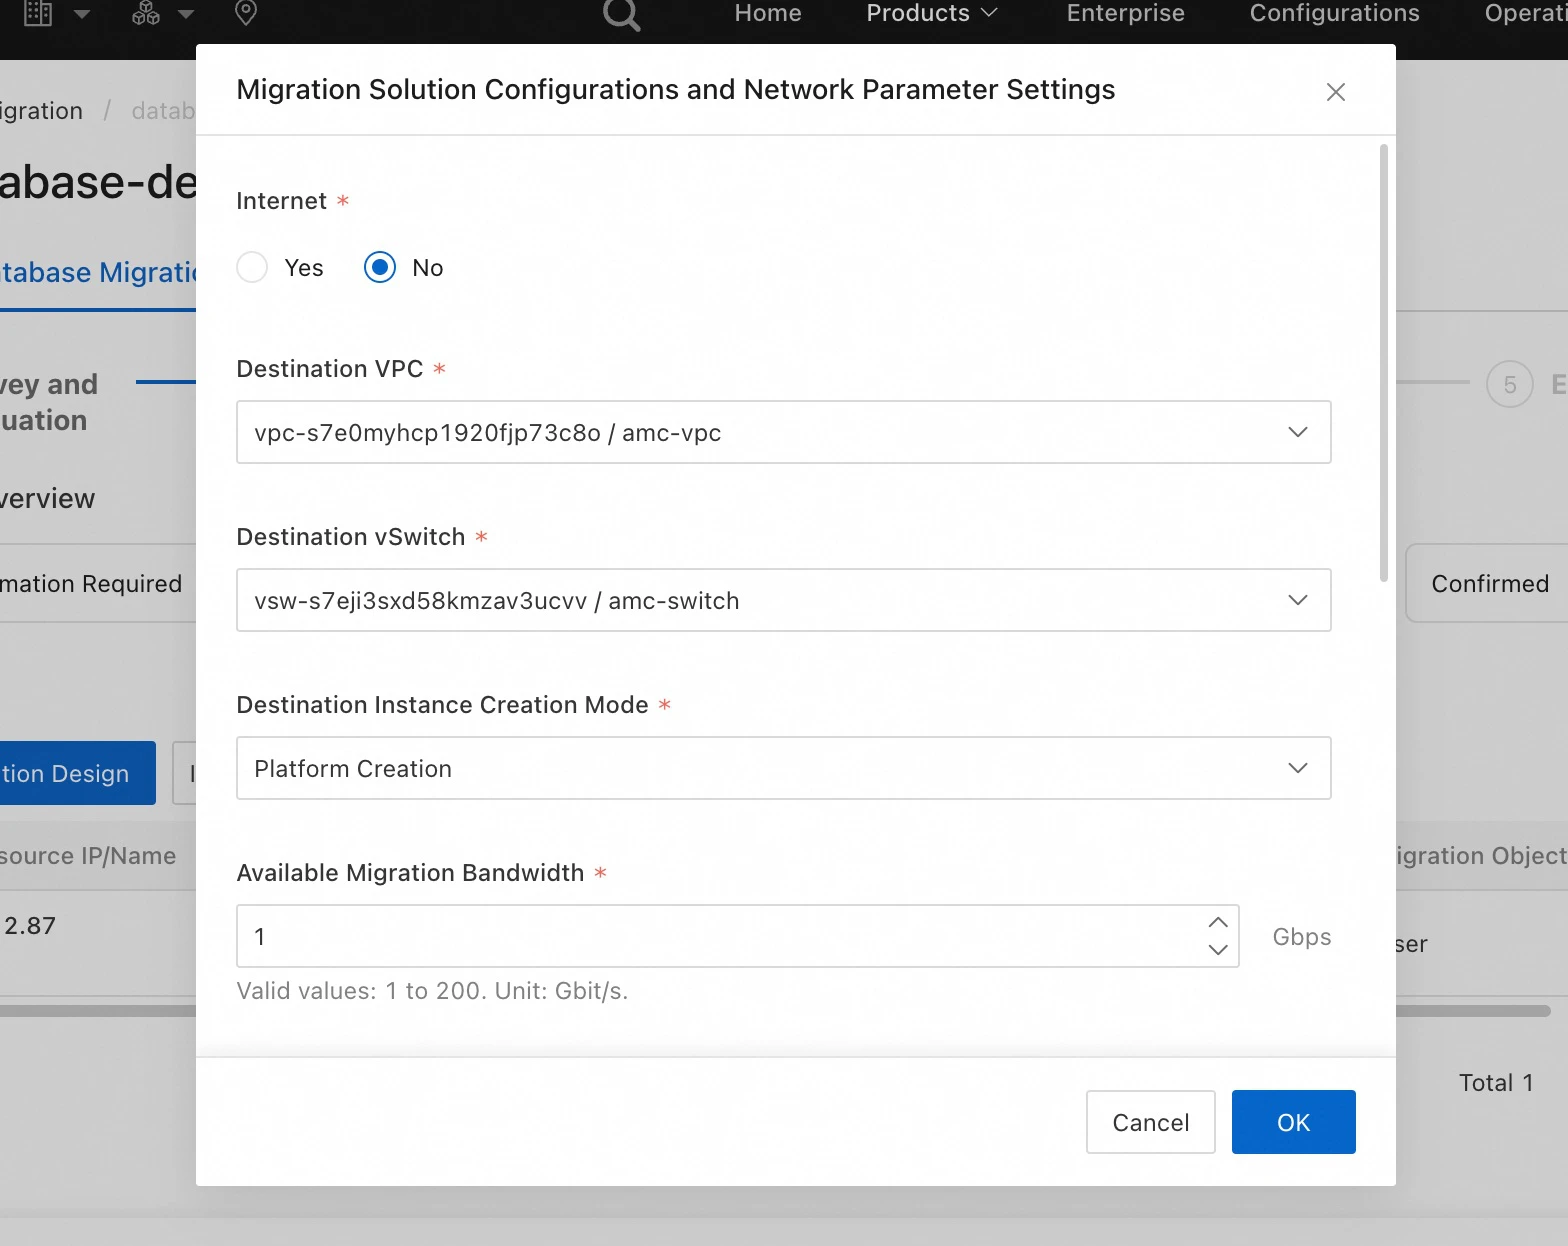 Home Products Enterprise Configurations Operati
igration / datab
Migration Solution Configurations and Network Parameter Settings
abase-de
Internet *
Yes No
tabase Migratio
Destination VPC *
vey and
uation
5 E
vpc-s7e0myhcp1920fjp73c8o / amc-vpc
verview
Destination vSwitch *
mation Required
vsw-s7eji3sxd58kmzav3ucvv / amc-switch
Confirmed
Destination Instance Creation Mode *
tion Design
Platform Creation
source IP/Name
igration Object
Available Migration Bandwidth *
2.87
1
Gbps
ser
Valid values: 1 to 200. Unit: Gbit/s.
Total 1
Cancel OK